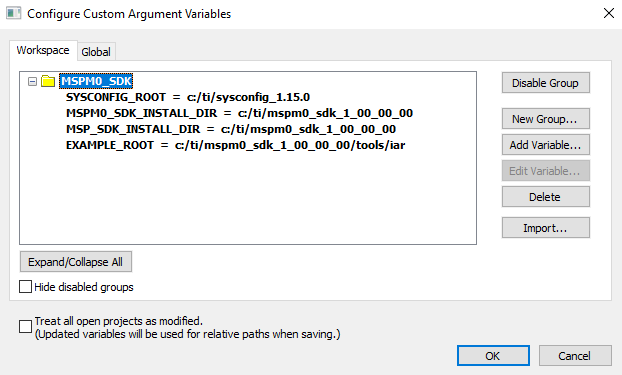 Configure Custom Argument Variables
Workspace
Global
MSPM0_SDK
SYSCONFIG_ROOT = c:/ti/sysconfig_1.15.0
MSPM0_SDK_INSTALL_DIR = c:/ti/mspm0_sdk_1_00_00_00
MSP_SDK_INSTALL_DIR = c:/ti/mspm0_sdk_1_00_00_00
EXAMPLE_ROOT = c:/ti/mspm0_sdk_1_00_00_00/tools/iar
Disable Group
New Group...
Add Variable...
Edit Variable...
Delete
Import...
Expand/Collapse All
Hide disabled groups
Treat all open projects as modified.
(Updated variables will be used for relative paths when saving.)
OK
Cancel